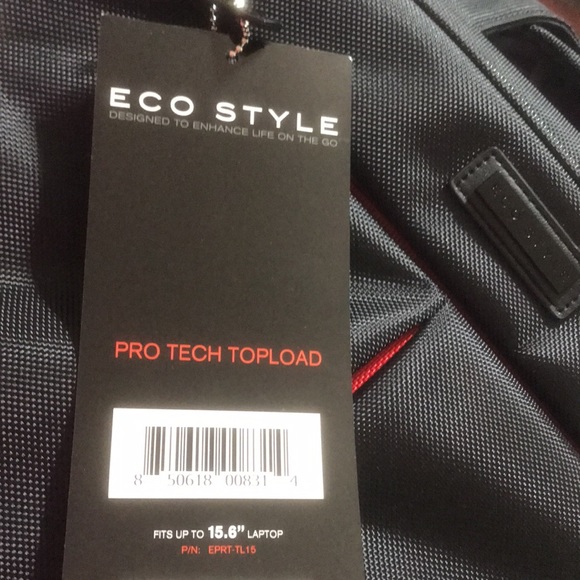 ECO STYLE
DESIGNED TO ENHANCE LIFE ON THE GO
PRO TECH TOPLOAD
8 50618 00831 4
FITS UP TO 15.6" LAPTOP
P/N: EPRT-TL15